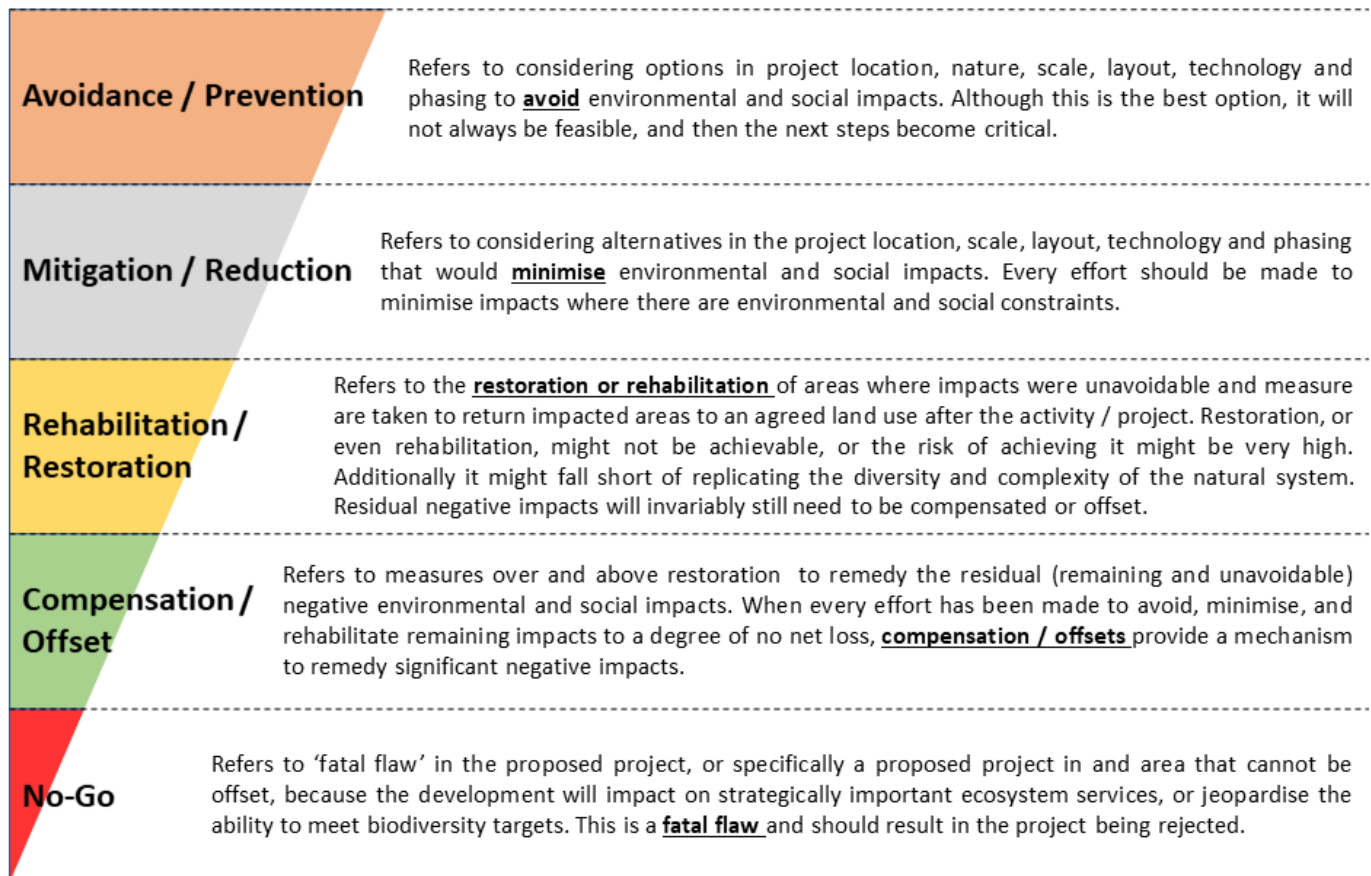 Avoidance / Prevention
Refers to considering options in project location, nature, scale, layout, technology and
phasing to avoid environmental and social impacts. Although this is the best option, it will
not always be feasible, and then the next steps become critical.
Mitigation / Reduction
Refers to considering alternatives in the project location, scale, layout, technology and phasing
that would minimise environmental and social impacts. Every effort should be made to
minimise impacts where there are environmental and social constraints.
Rehabilitation /
Restoration
Refers to the restoration or rehabilitation of areas where impacts were unavoidable and measure
are taken to return impacted areas to an agreed land use after the activity / project. Restoration, or
even rehabilitation, might not be achievable, or the risk of achieving it might be very high.
Additionally it might fall short of replicating the diversity and complexity of the natural system.
Residual negative impacts will invariably still need to be compensated or offset.
Compensation /
Offset
Refers to measures over and above restoration to remedy the residual (remaining and unavoidable)
negative environmental and social impacts. When every effort has been made to avoid, minimise, and
rehabilitate remaining impacts to a degree of no net loss, compensation / offsets provide a mechanism
to remedy significant negative impacts.
No-Go
Refers to ‘fatal flaw’ in the proposed project, or specifically a proposed project in and area that cannot be
offset, because the development will impact on strategically important ecosystem services, or jeopardise the
ability to meet biodiversity targets. This is a fatal flaw and should result in the project being rejected.